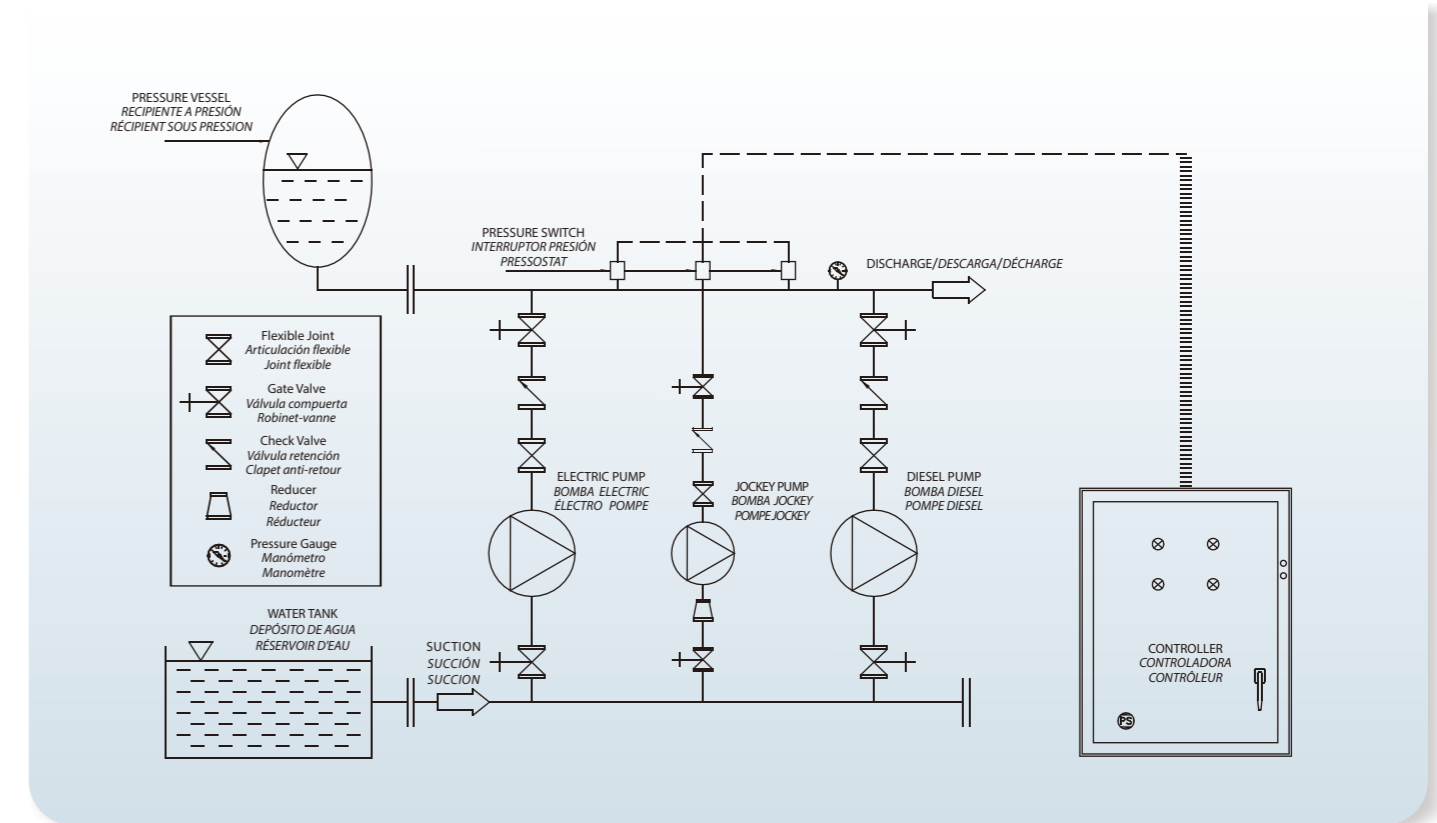 PRESSURE VESSEL
RECIPIENTE A PRESIÓN
RÉCIPIENT SOUS PRESSION
PRESSURE SWITCH
INTERRUPTOR PRESIÓN
PRESSOSTAT
DISCHARGE/DESCARGA/DÉCHARGE
Flexible Joint
Articulación flexible
Joint flexible
Gate Valve
Válvula compuerta
Robinet-vanne
Check Valve
Válvula retención
Clapet anti-retour
Reducer
Reductor
Réducteur
Pressure Gauge
Manómetro
Manomètre
ELECTRIC PUMP
BOMBA ELECTRIC
ÉLECTRO POMPE
JOCKEY PUMP
BOMBA JOCKEY
POMPE JOCKEY
DIESEL PUMP
BOMBA DIESEL
POMPE DIESEL
WATER TANK
DEPÓSITO DE AGUA
RÉSERVOIR D'EAU
SUCTION
SUCCIÓN
SUCCION
CONTROLLER
CONTROLADORA
CONTRÔLEUR
PS